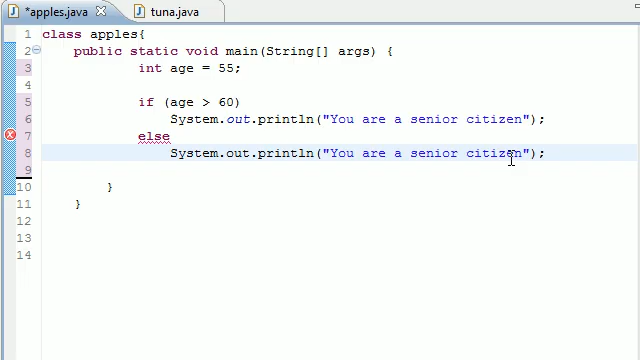 *apples.java tuna.java
1 class apples{
2 public static void main(String[] args) {
3 int age = 55;
4
5 if (age > 60)
6 System.out.println("You are a senior citizen");
7 else
8 System.out.println("You are a senior citizen");
9
10 }
11 }
12
13
14